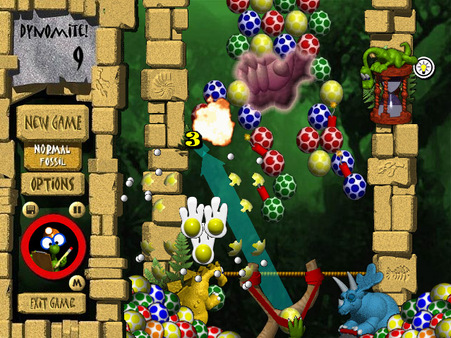 DYNOMITE!
9
NEW GAME
NORMAL
FOSSIL
OPTIONS
M
EXIT GAME
3